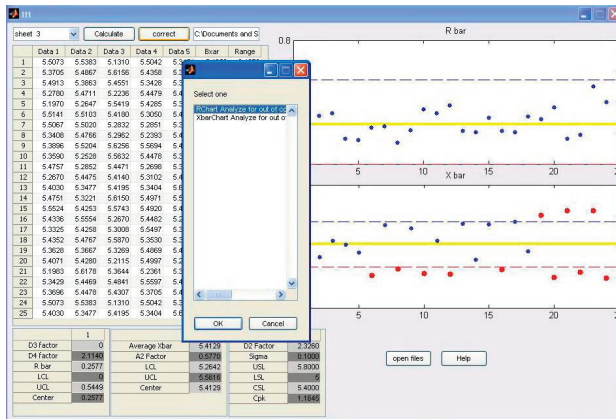 ttt
sheet 3 Calculate correct C:\Documents and S
Data 1 Data 2 Data 3 Data 4 Data 5 Bxar Range
1 5.5073 5.5383 5.1310 5.5042
2 5.3705 5.4867 5.6156 5.4358
3 5.4913 5.3863 5.4551 5.3428
4 5.2780 5.4711 5.2236 5.4479
5 5.1970 5.2647 5.5419 5.4285
6 5.5141 5.5103 5.4180 5.3050
7 5.5067 5.5020 5.2832 5.2851
8 5.3408 5.4766 5.2962 5.2393
9 5.3896 5.5204 5.6256 5.5694
10 5.3590 5.2528 5.5632 5.4478
11 5.4757 5.2852 5.4471 5.2698
12 5.2670 5.4475 5.4140 5.3102
13 5.4030 5.3477 5.4195 5.3404
14 5.4751 5.3221 5.6150 5.4971
15 5.5524 5.4253 5.5743 5.4920
16 5.4336 5.5554 5.2670 5.4482
17 5.3325 5.4258 5.3008 5.5497
18 5.4352 5.4767 5.5870 5.3530
19 5.3628 5.3667 5.3269 5.4869
20 5.4071 5.4280 5.2115 5.4997
21 5.1983 5.6178 5.3644 5.2361
22 5.3429 5.4469 5.4841 5.5597
23 5.3696 5.4478 5.4307 5.3705
24 5.5073 5.5383 5.1310 5.5042
25 5.4030 5.3477 5.4195 5.3404
Select one
RChart Analyze for out of co
XbarChart Analyze for out of
OK Cancel
R bar
0.8
5 10 15 20 25
X bar
5 10 15 20 25
1
D3 factor 0
D4 factor 2.1140
R bar 0.2577
LCL 0
UCL 0.5449
Center 0.2577
Average Xbar 5.4129
A2 Factor 0.5770
LCL 5.2642
UCL 5.5616
Center 5.4129
D2 Factor 2.3260
Sigma 0.1000
USL 5.8000
LSL 5
CSL 5.4000
Cpk 1.1645
open files Help